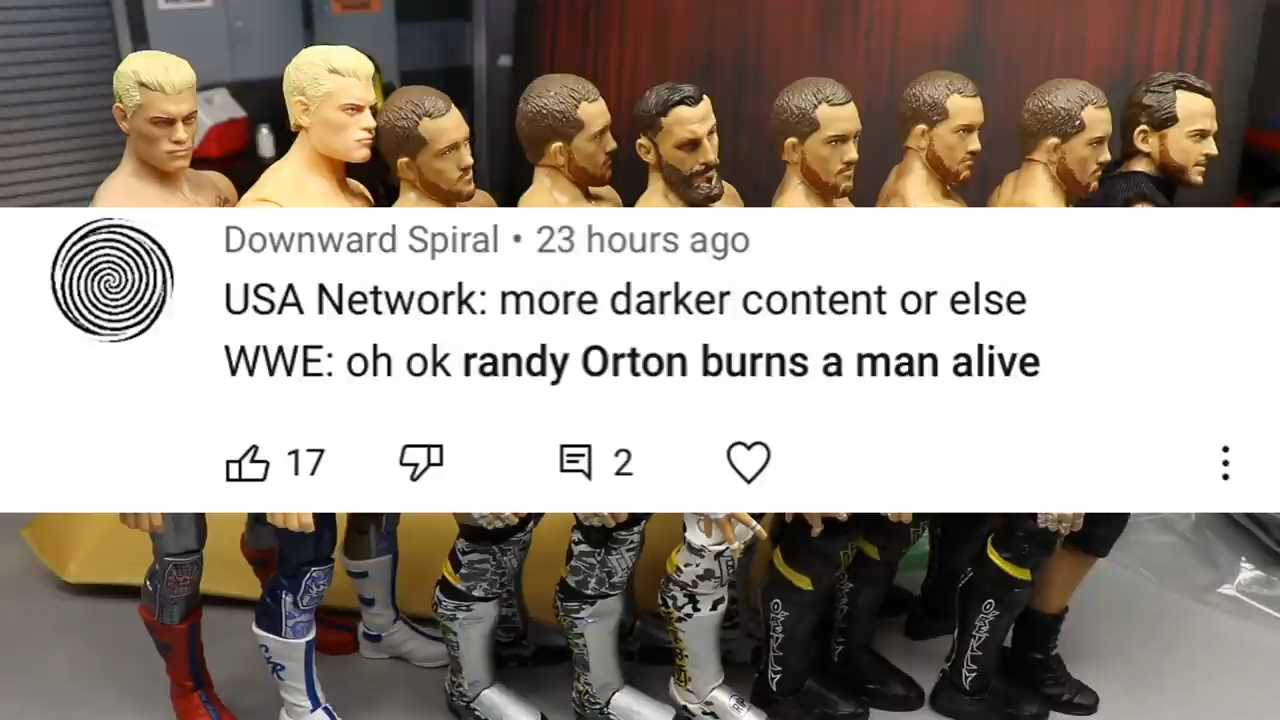 Downward Spiral • 23 hours ago
USA Network: more darker content or else
WWE: oh ok randy Orton burns a man alive
17
2